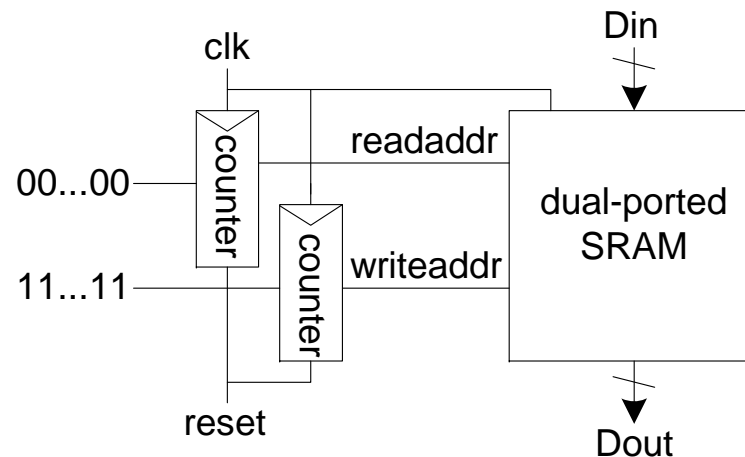 clk
Din
counter
readaddr
00...00
dual-ported
SRAM
counter
writeaddr
11...11
reset
Dout